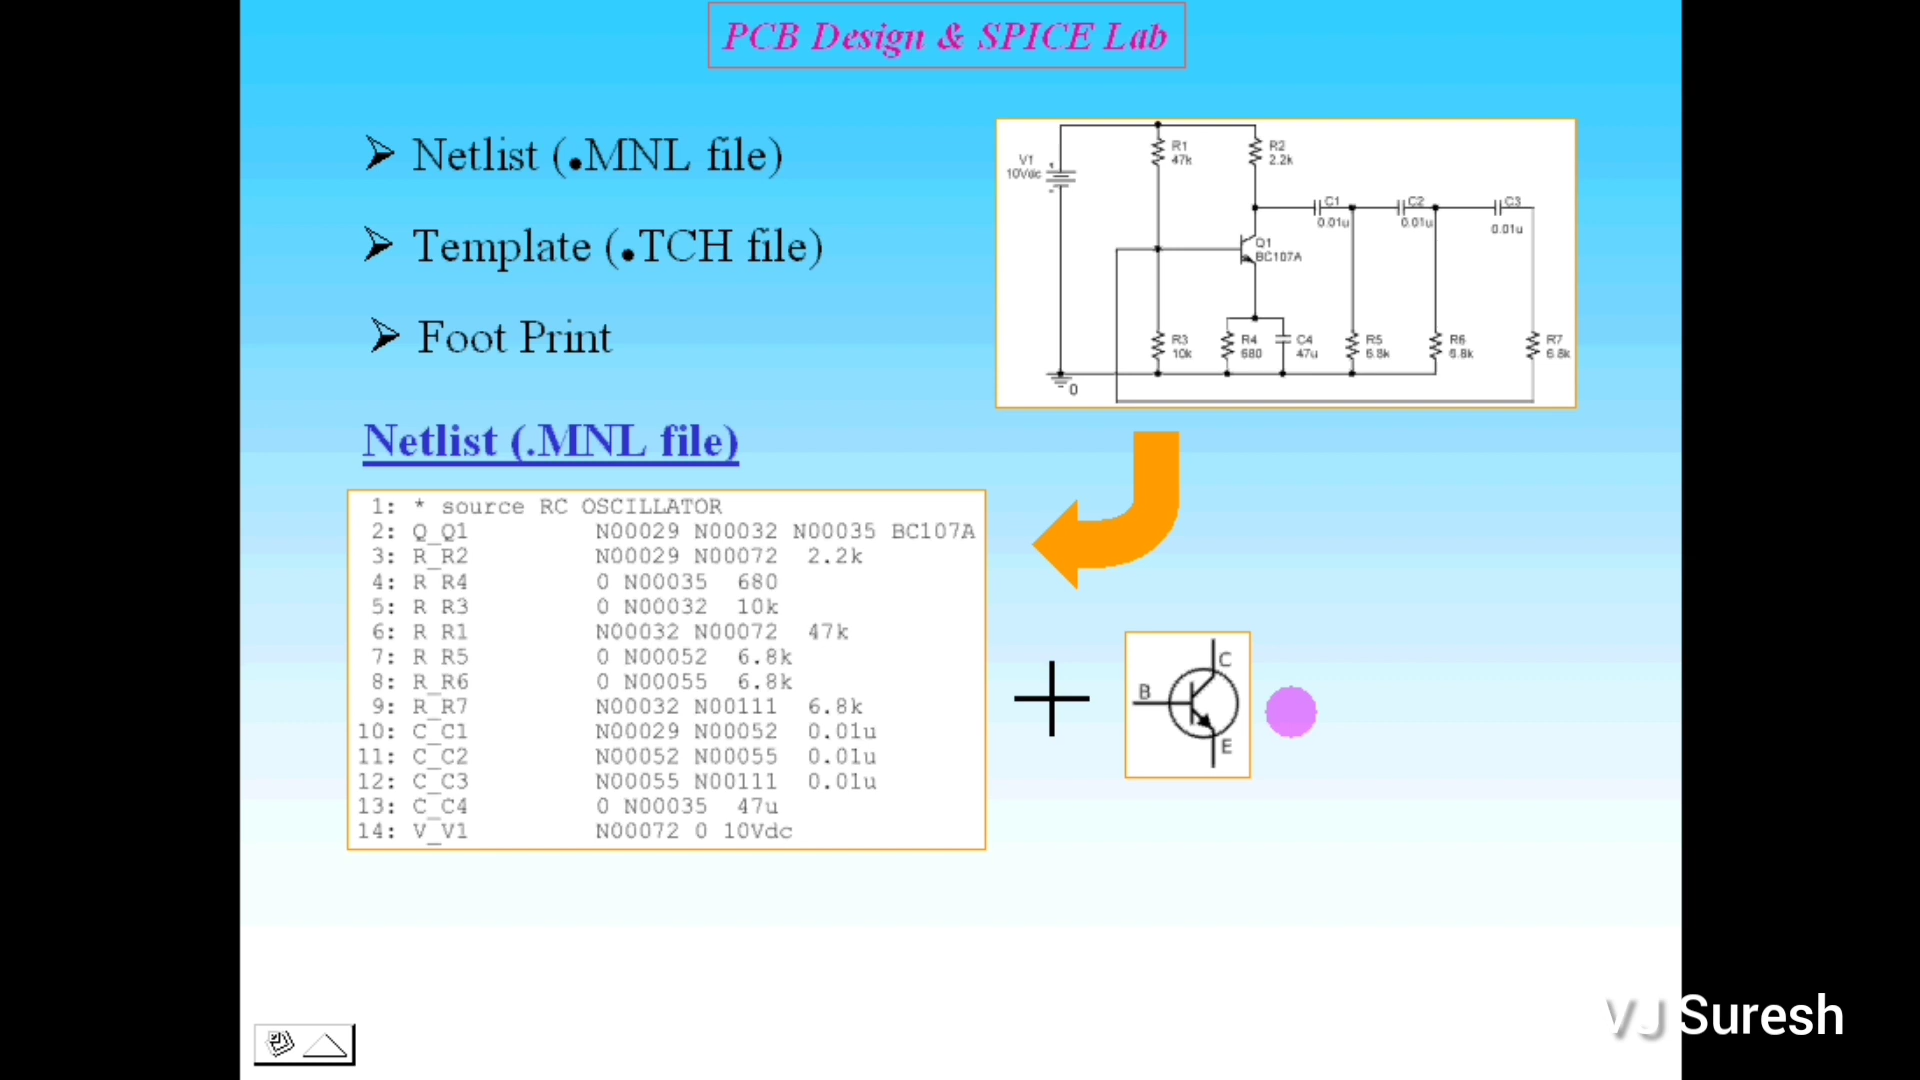 PCB Design & SPICE Lab
Netlist (.MNL file)
Template (.TCH file)
Foot Print
V1
10Vdc
R1
47k
R2
2.2k
C1
0.01u
C2
0.01u
C3
0.01u
Q1
BC107A
R3
10k
R4
680
C4
47u
R5
6.8k
R6
6.8k
R7
6.8k
0
Netlist (.MNL file)
1: * source RC OSCILLATOR
2: Q_Q1 N00029 N00032 N00035 BC107A
3: R_R2 N00029 N00072 2.2k
4: R_R4 0 N00035 680
5: R_R3 0 N00032 10k
6: R_R1 N00032 N00072 47k
7: R_R5 0 N00052 6.8k
8: R_R6 0 N00055 6.8k
9: R_R7 N00032 N00111 6.8k
10: C_C1 N00029 N00052 0.01u
11: C_C2 N00052 N00055 0.01u
12: C_C3 N00055 N00111 0.01u
13: C_C4 0 N00035 47u
14: V_V1 N00072 0 10Vdc
C
B
E
VJ Suresh